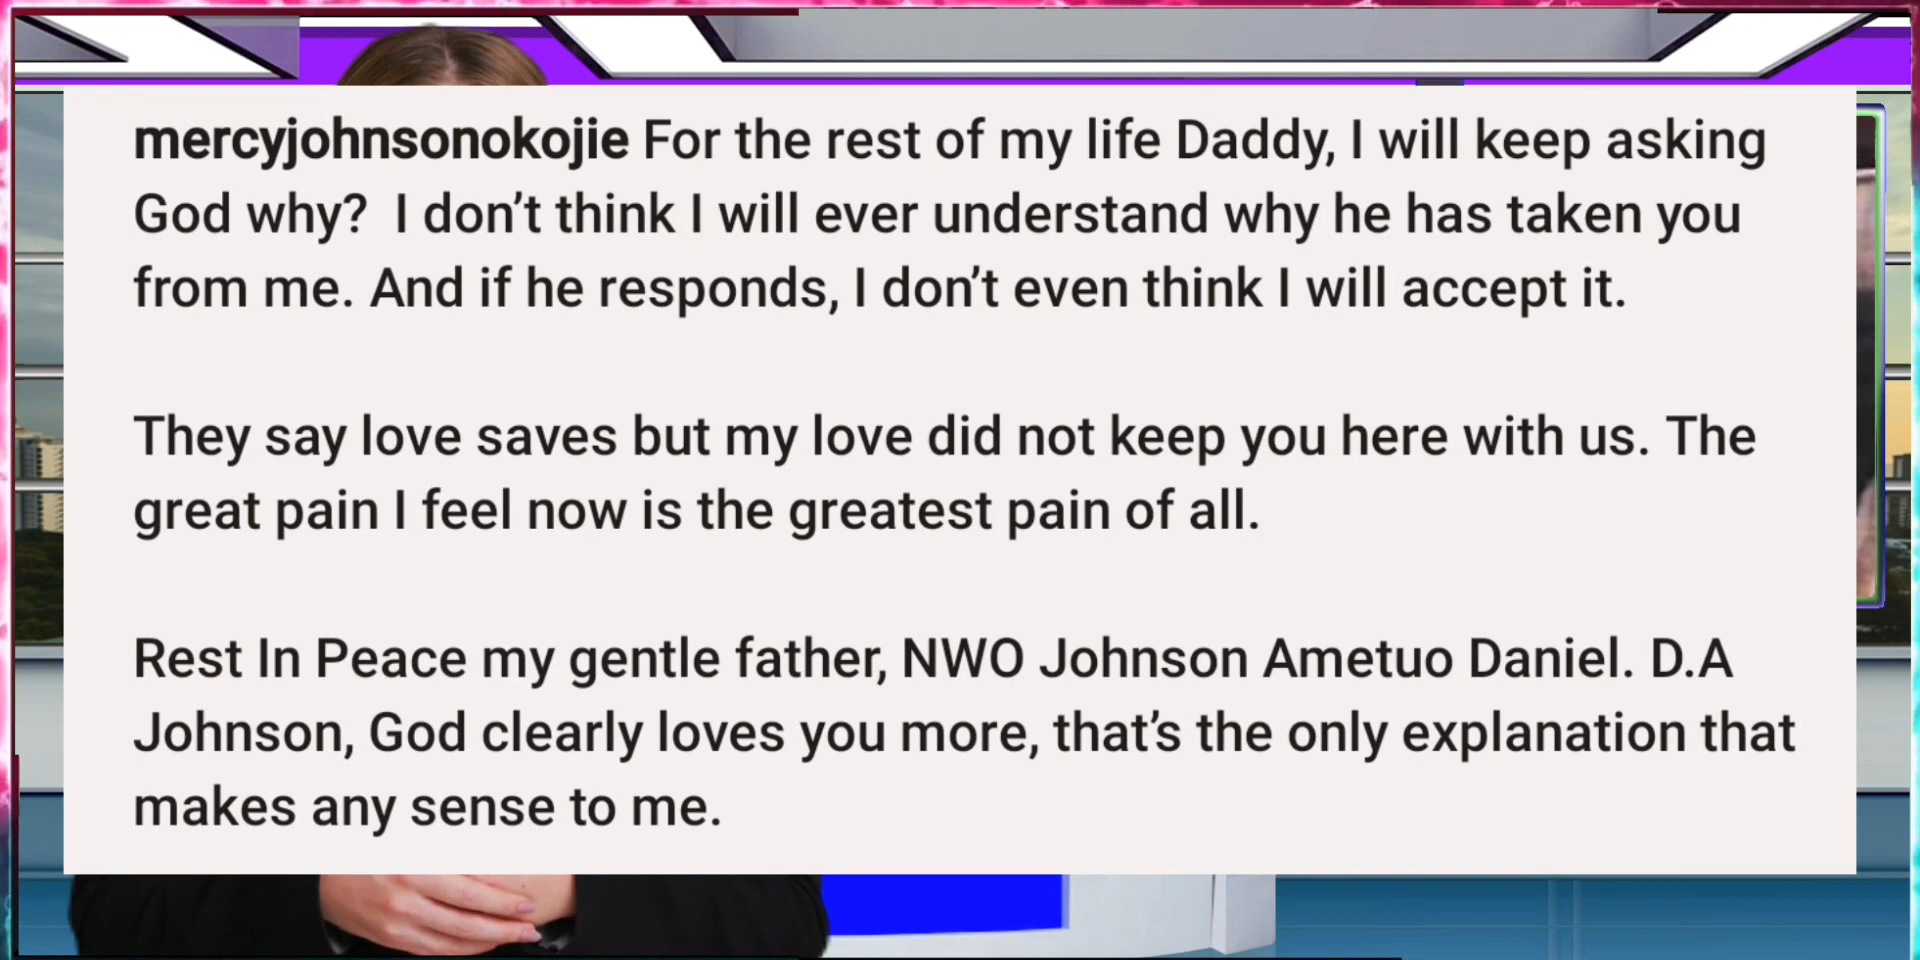 mercyjohnsonokojie For the rest of my life Daddy, I will keep asking
God why?  I don’t think I will ever understand why he has taken you
from me. And if he responds, I don’t even think I will accept it.
They say love saves but my love did not keep you here with us. The
great pain I feel now is the greatest pain of all.
Rest In Peace my gentle father, NWO Johnson Ametuo Daniel. D.A
Johnson, God clearly loves you more, that’s the only explanation that
makes any sense to me.